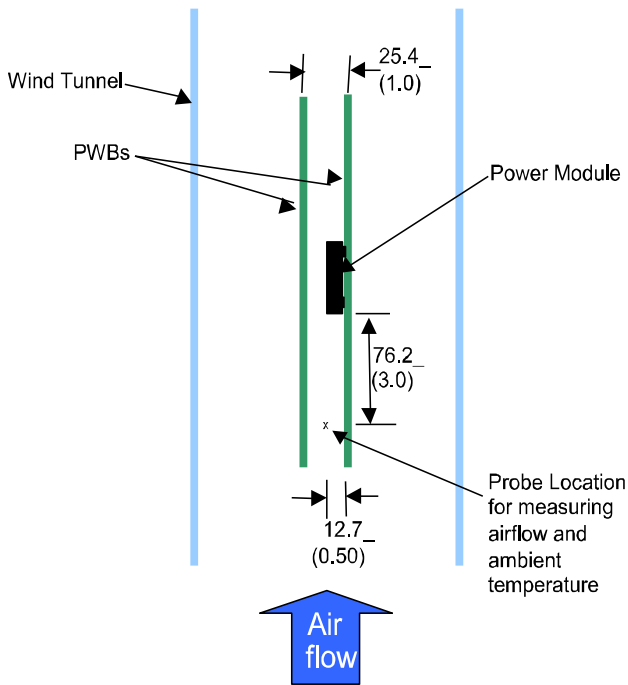 25.4_
(1.0)
Wind Tunnel
PWBs
Power Module
76.2_
(3.0)
x
Probe Location
for measuring
airflow and
ambient
temperature
12.7_
(0.50)
Air
flow